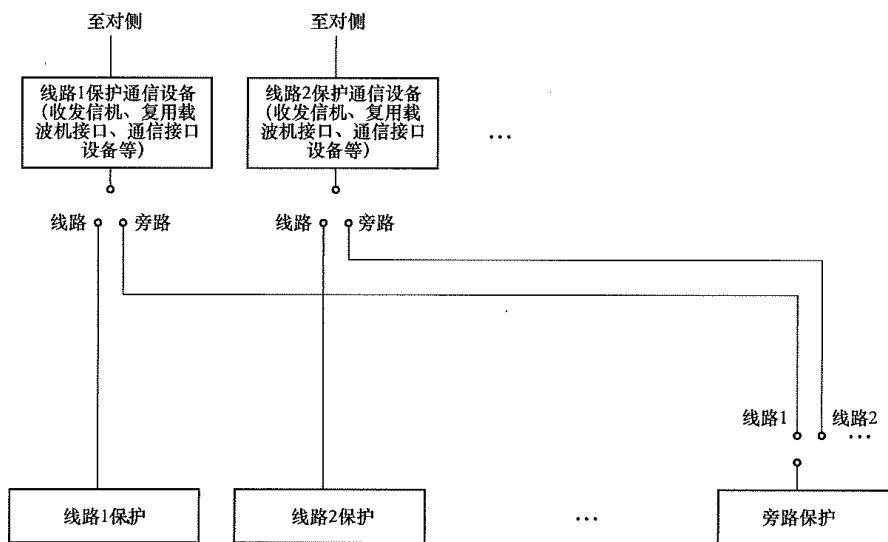 至对侧
至对侧
线路1保护通信设备
(收发信机、复用载
波机接口、通信接口
设备等)
线路2保护通信设备
(收发信机、复用载
波机接口、通信接口
设备等)
…
线路
旁路
线路
旁路
线路1
线路2
…
线路1保护
线路2保护
…
旁路保护